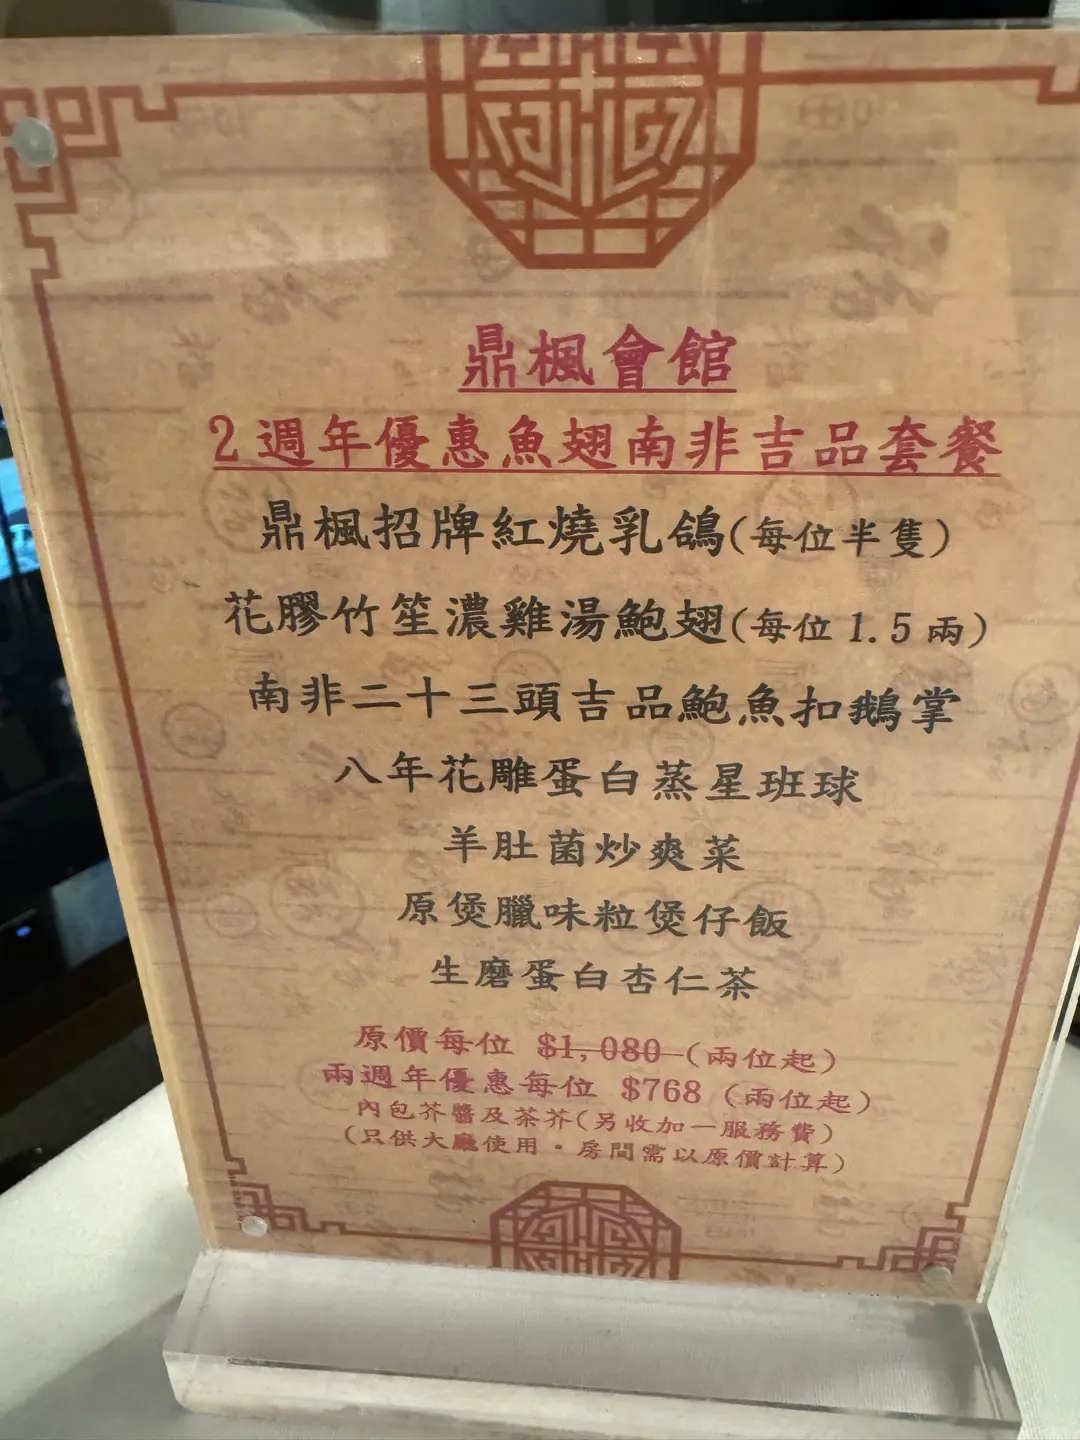 鼎楓會館
2週年優惠魚翅南非吉品套餐
鼎楓招牌紅燒乳鴿(每位半隻)
花膠竹笙濃雞湯鮑翅(每位1.5兩)
南非二十三頭吉品鮑魚扣鵝掌
八年花雕蛋白蒸星班球
羊肚菌炒爽菜
原煲臘味粒煲仔飯
生磨蛋白杏仁茶
原價每位 $1,080 (兩位起)
兩週年優惠每位 $768 (兩位起)
內包芥醬及茶芥(另收加一服務費)
(只供大廳使用。房間需以原價計算)